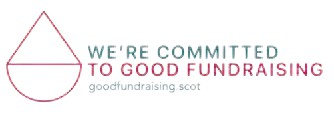 WE'RE COMMITTED
TO GOOD FUNDRAISING
goodfundraising.scot